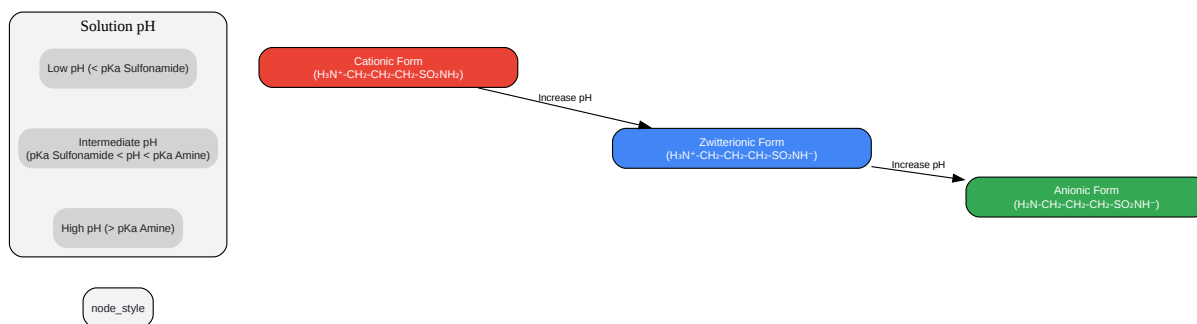 Solution pH
Low pH (< pKa Sulfonamide)
Intermediate pH
(pKa Sulfonamide < pH < pKa Amine)
High pH (> pKa Amine)
node_style
Cationic Form
(H₃N⁺-CH₂-CH₂-CH₂-SO₂NH₂)
Increase pH
Zwitterionic Form
(H₃N⁺-CH₂-CH₂-CH₂-SO₂NH⁻)
Increase pH
Anionic Form
(H₂N-CH₂-CH₂-CH₂-SO₂NH⁻)